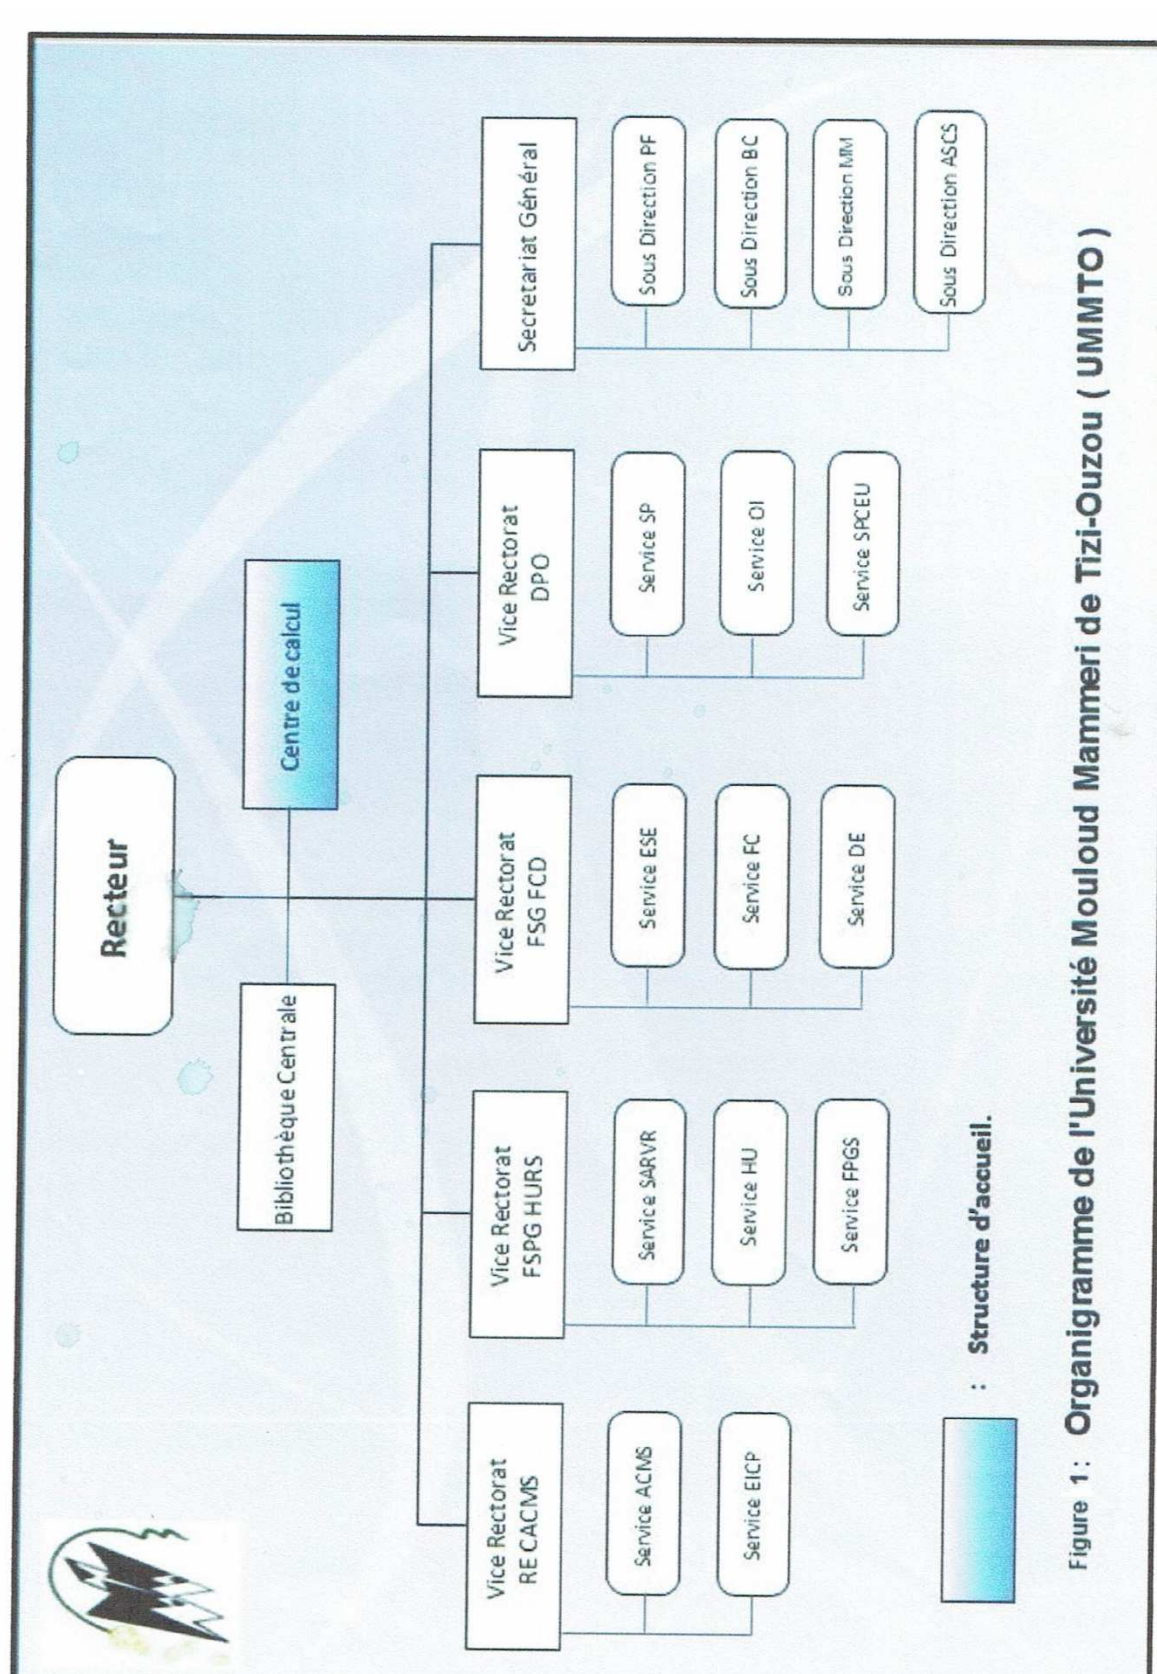 Recteur
Bibliothèque Centrale
Centre de calcul
Vice Rectorat
RE CACMS
Service ACMS
Service EICP
Vice Rectorat
FSPG HURS
Service SARVR
Service HU
Service FPGS
Vice Rectorat
FSG FCD
Service ESE
Service FC
Service DE
Vice Rectorat
DPO
Service SP
Service OI
Service SPCEU
Secretariat Général
Sous Direction PF
Sous Direction BC
Sous Direction MM
Sous Direction ASCS
: Structure d'accueil.
Figure 1 : Organigramme de l'Université Mouloud Mammeri de Tizi-Ouzou ( UMMTO )